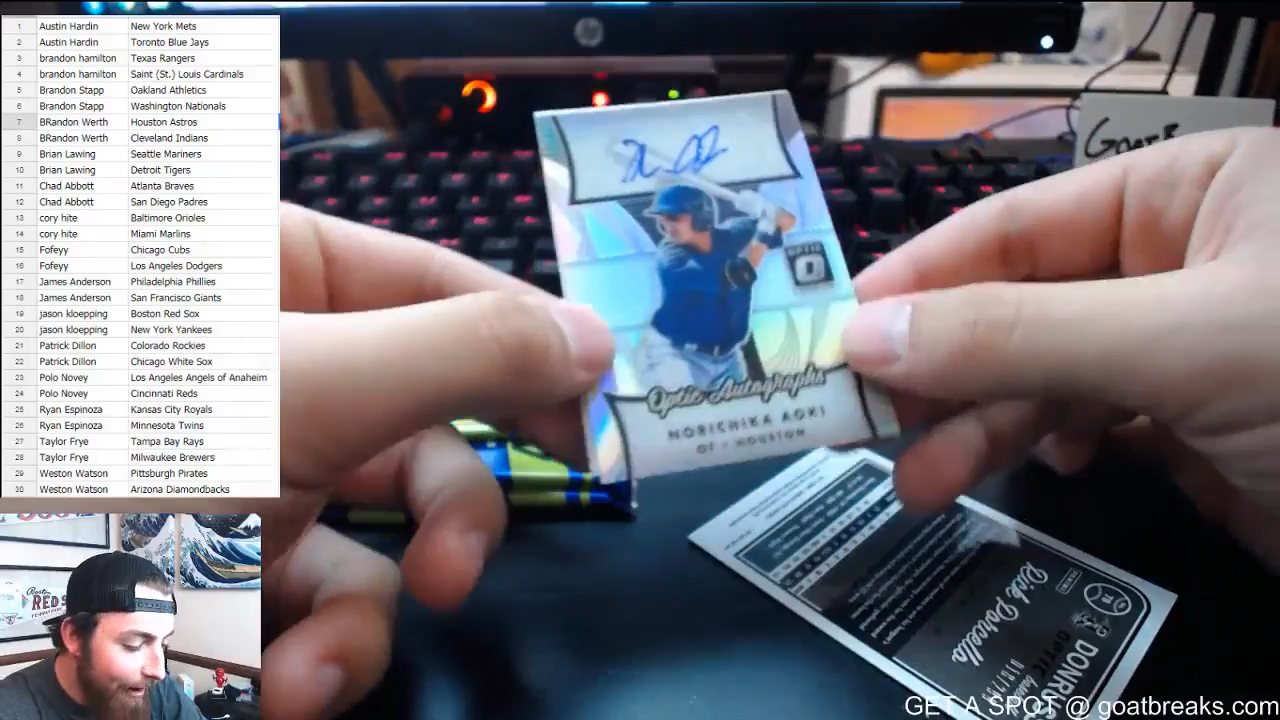 1 Austin Hardin New York Mets
2 Austin Hardin Toronto Blue Jays
3 brandon hamilton Texas Rangers
4 brandon hamilton Saint (St.) Louis Cardinals
5 Brandon Stapp Oakland Athletics
6 Brandon Stapp Washington Nationals
7 BRandon Werth Houston Astros
8 BRandon Werth Cleveland Indians
9 Brian Lawing Seattle Mariners
10 Brian Lawing Detroit Tigers
11 Chad Abbott Atlanta Braves
12 Chad Abbott San Diego Padres
13 cory hite Baltimore Orioles
14 cory hite Miami Marlins
15 Fofeyy Chicago Cubs
16 Fofeyy Los Angeles Dodgers
17 James Anderson Philadelphia Phillies
18 James Anderson San Francisco Giants
19 jason kloepping Boston Red Sox
20 jason kloepping New York Yankees
21 Patrick Dillon Colorado Rockies
22 Patrick Dillon Chicago White Sox
23 Polo Novey Los Angeles Angels of Anaheim
24 Polo Novey Cincinnati Reds
25 Ryan Espinoza Kansas City Royals
26 Ryan Espinoza Minnesota Twins
27 Taylor Frye Tampa Bay Rays
28 Taylor Frye Milwaukee Brewers
29 Weston Watson Pittsburgh Pirates
30 Weston Watson Arizona Diamondbacks
hp
OPTIC
Optic Autographs
NORICHIKA AOKI
OF - HOUSTON
Rick Porcello
PANINI
REDS
GET A SPOT @ goatbreaks.com